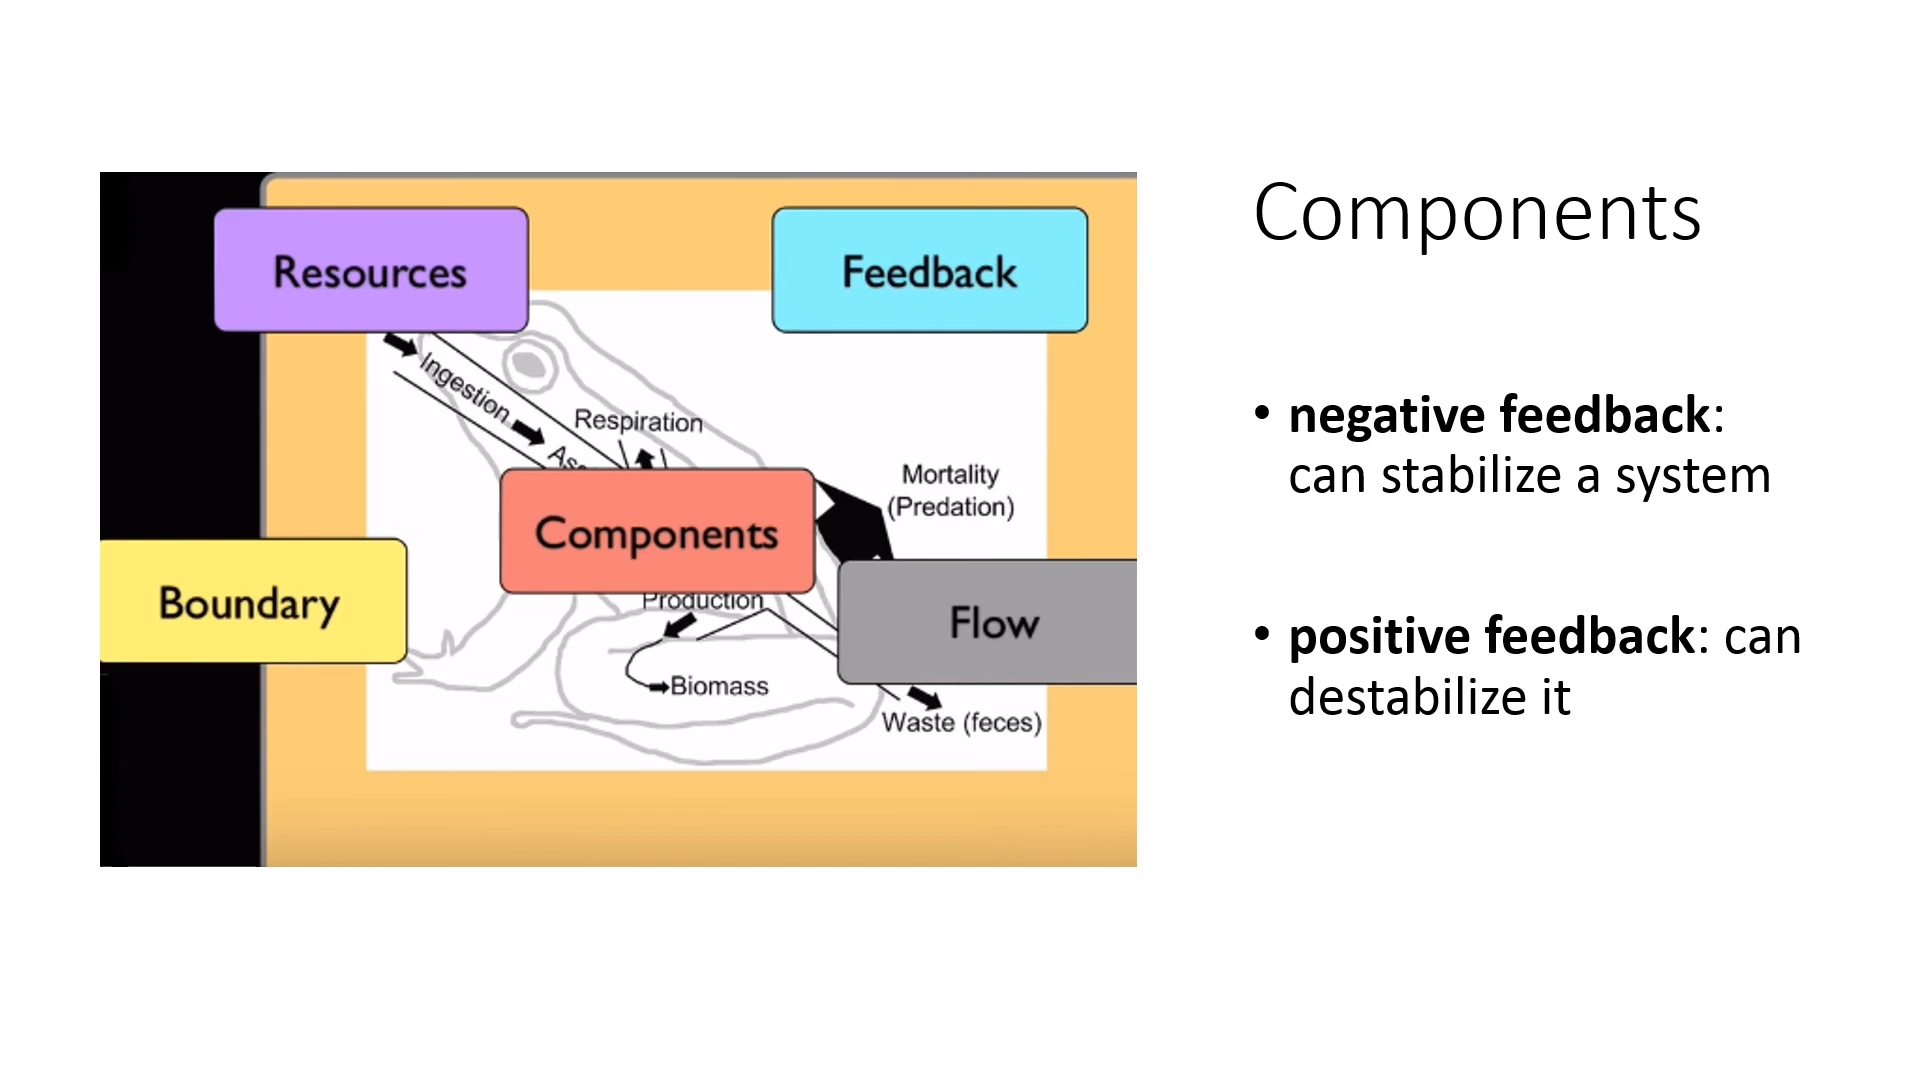 Resources
Feedback
Ingestion
Respiration
Mortality
(Predation)
Components
Boundary
Production
Flow
Biomass
Waste (feces)
Components
• negative feedback:
can stabilize a system
• positive feedback: can
destabilize it